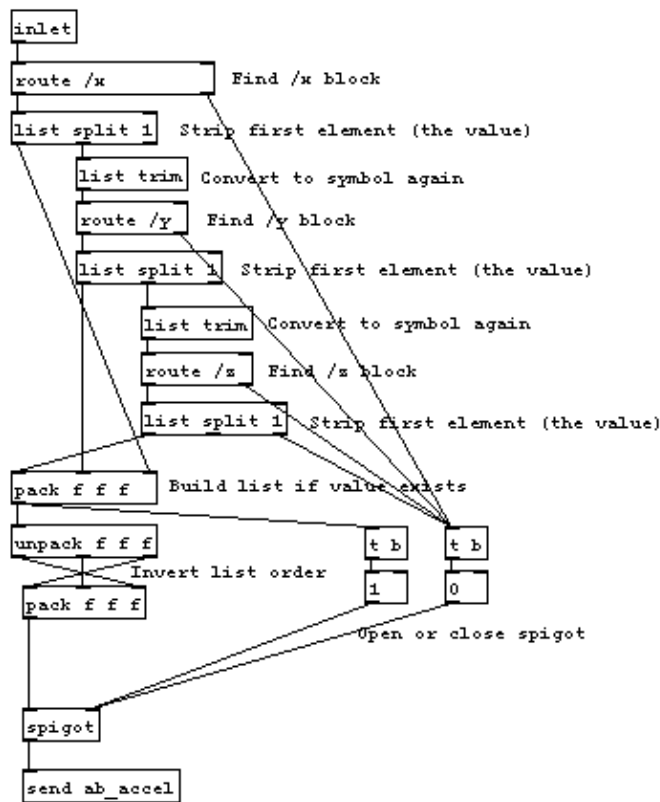 inlet
route /x Find /x block
list split 1 Strip first element (the value)
list trim Convert to symbol again
route /y Find /y block
list split 1 Strip first element (the value)
list trim Convert to symbol again
route /z Find /z block
list split 1 Strip first element (the value)
pack f f f Build list if value exists
unpack f f f t b t b
Invert list order
pack f f f 1 0
Open or close spigot
spigot
send ab_accel